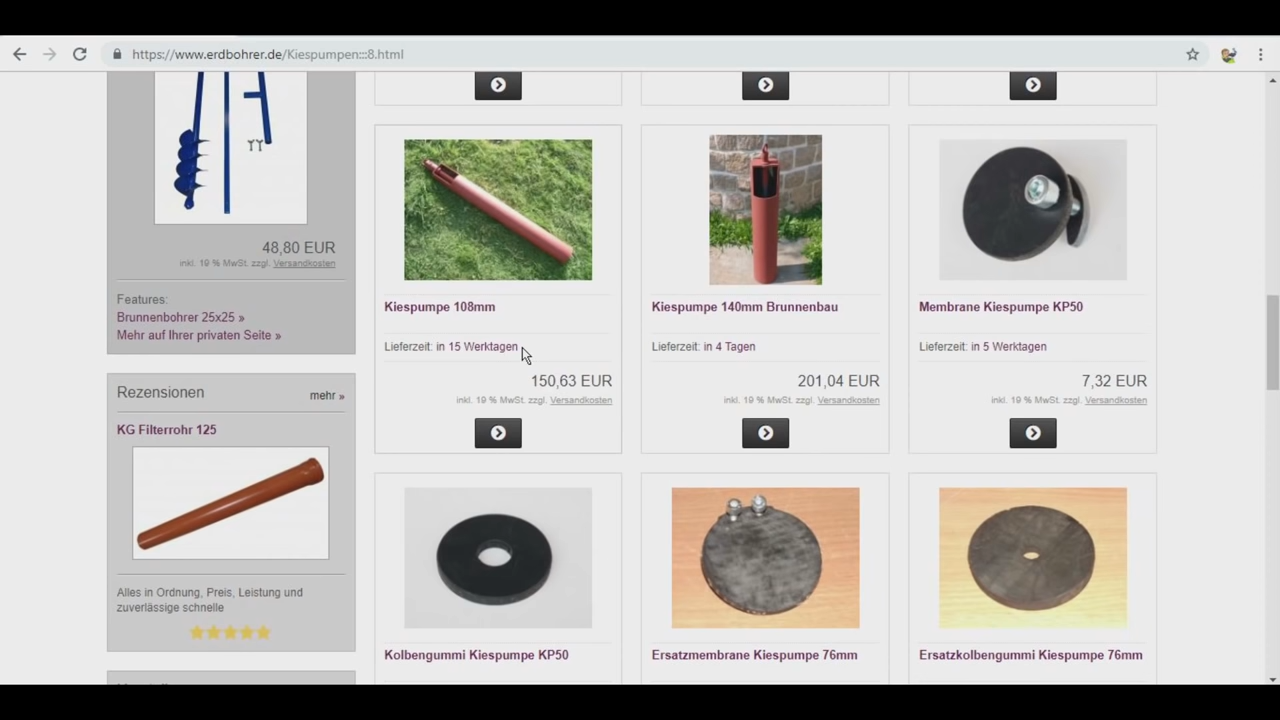 https://www.erdbohrer.de/Kiespumpen:::8.html
48,80 EUR
inkl. 19 % MwSt. zzgl. Versandkosten
Features:
Brunnenbohrer 25x25 »
Mehr auf Ihrer privaten Seite »
Rezensionen
mehr »
KG Filterrohr 125
Alles in Ordnung, Preis, Leistung und
zuverlässige schnelle
Kiespumpe 108mm
Lieferzeit: in 15 Werktagen
150,63 EUR
inkl. 19 % MwSt. zzgl. Versandkosten
Kiespumpe 140mm Brunnenbau
Lieferzeit: in 4 Tagen
201,04 EUR
inkl. 19 % MwSt. zzgl. Versandkosten
Membrane Kiespumpe KP50
Lieferzeit: in 5 Werktagen
7,32 EUR
inkl. 19 % MwSt. zzgl. Versandkosten
Kolbengummi Kiespumpe KP50
Ersatzmembrane Kiespumpe 76mm
Ersatzkolbengummi Kiespumpe 76mm